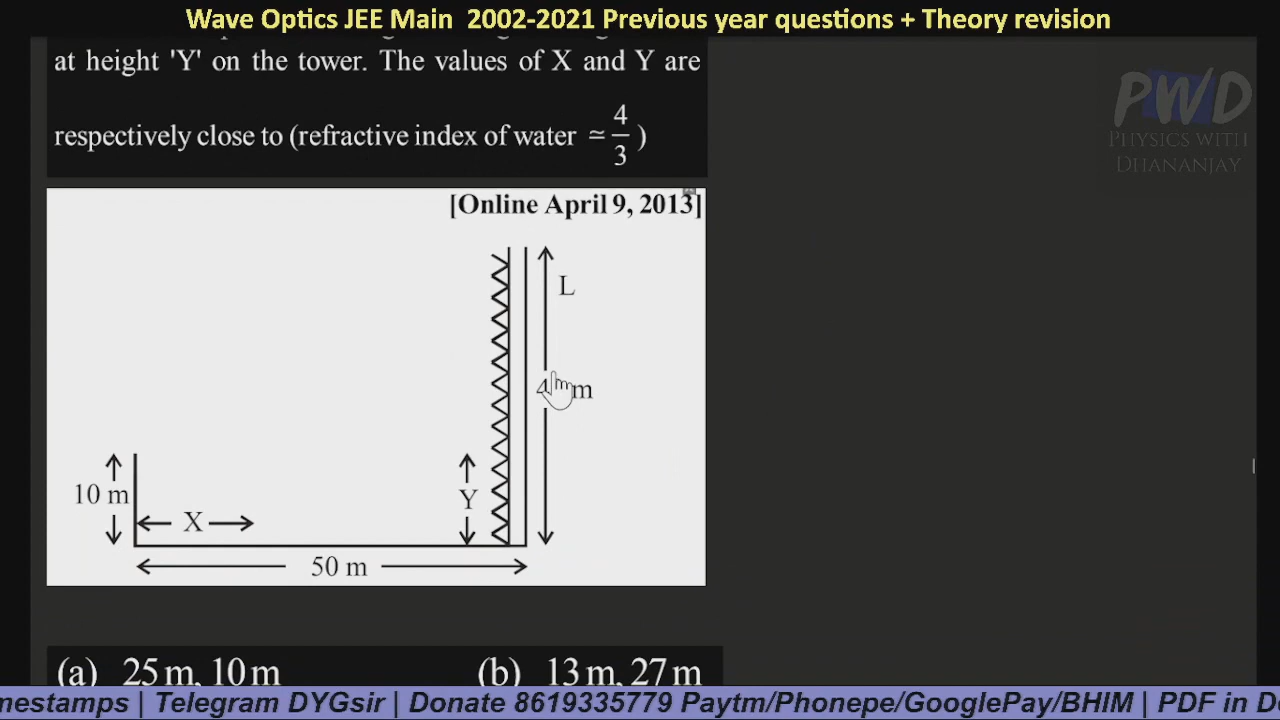 Wave Optics JEE Main 2002-2021 Previous year questions + Theory revision
at height 'Y' on the tower. The values of X and Y are
respectively close to (refractive index of water ≃ 4/3 )
PWD
PHYSICS WITH
DHANANJAY
[Online April 9, 2013]
L
m
10 m
X
Y
50 m
(a) 25 m, 10 m
(b) 13 m, 27 m
mestamps | Telegram DYGsir | Donate 8619335779 Paytm/Phonepe/GooglePay/BHIM | PDF in De